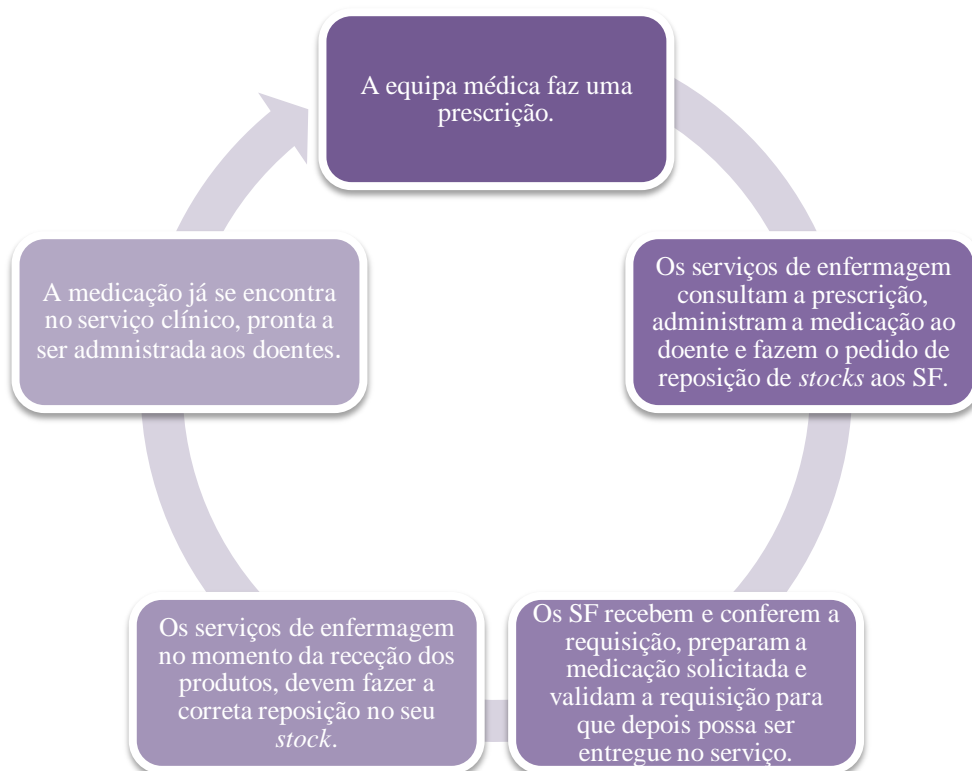 A equipa médica faz uma
prescrição.
Os serviços de enfermagem
consultam a prescrição,
administram a medicação ao
doente e fazem o pedido de
reposição de stocks aos SF.
Os SF recebem e conferem a
requisição, preparam a
medicação solicitada e
validam a requisição para
que depois possa ser
entregue no serviço.
Os serviços de enfermagem
no momento da receção dos
produtos, devem fazer a
correta reposição no seu
stock.
A medicação já se encontra
no serviço clínico, pronta a
ser admnistrada aos doentes.